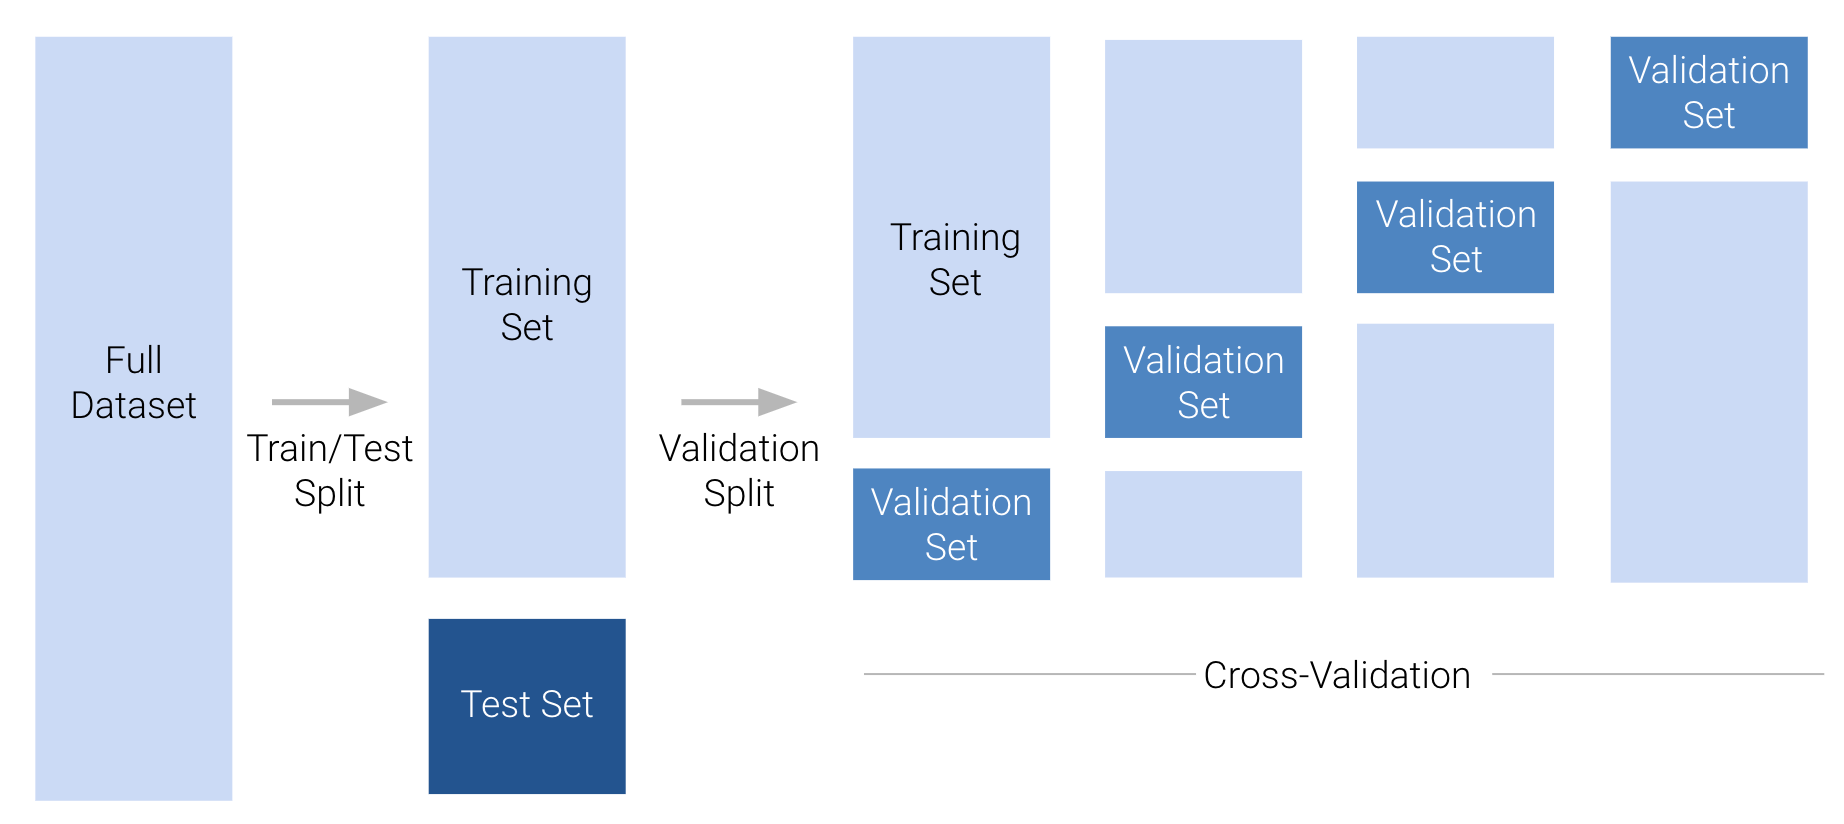 Full
Dataset
Train/Test
Split
Training
Set
Test Set
Validation
Split
Training
Set
Validation
Set
Validation
Set
Validation
Set
Validation
Set
Cross-Validation